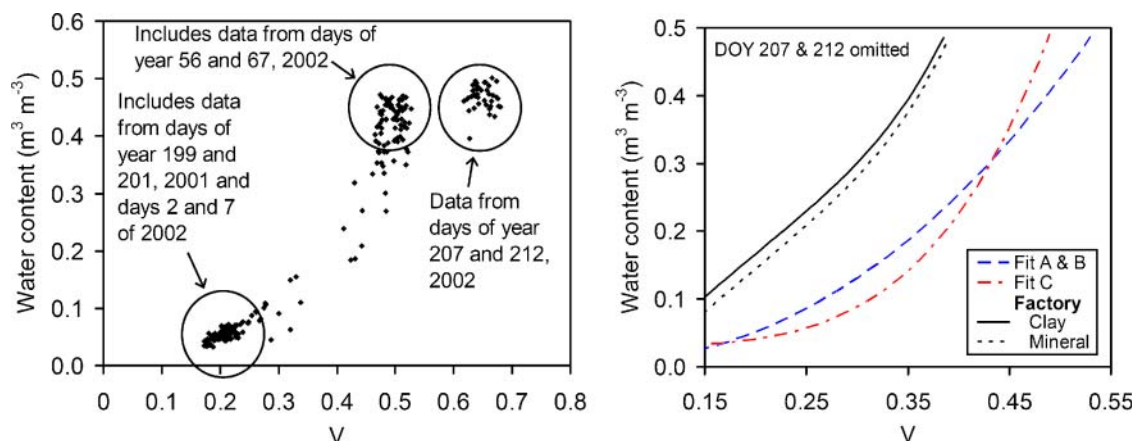 0.6
0.5
0.4
0.3
0.2
0.1
0.0
Water content (m³ m⁻³)
Includes data from days of
year 56 and 67, 2002
Includes data
from days of
year 199 and
201, 2001 and
days 2 and 7
of 2002
Data from
days of year
207 and 212,
2002
0 0.1 0.2 0.3 0.4 0.5 0.6 0.7 0.8
V
0.5
0.4
0.3
0.2
0.1
0.0
Water content (m³ m⁻³)
DOY 207 & 212 omitted
Fit A & B
Fit C
Factory
Clay
Mineral
0.15 0.25 0.35 0.45 0.55
V